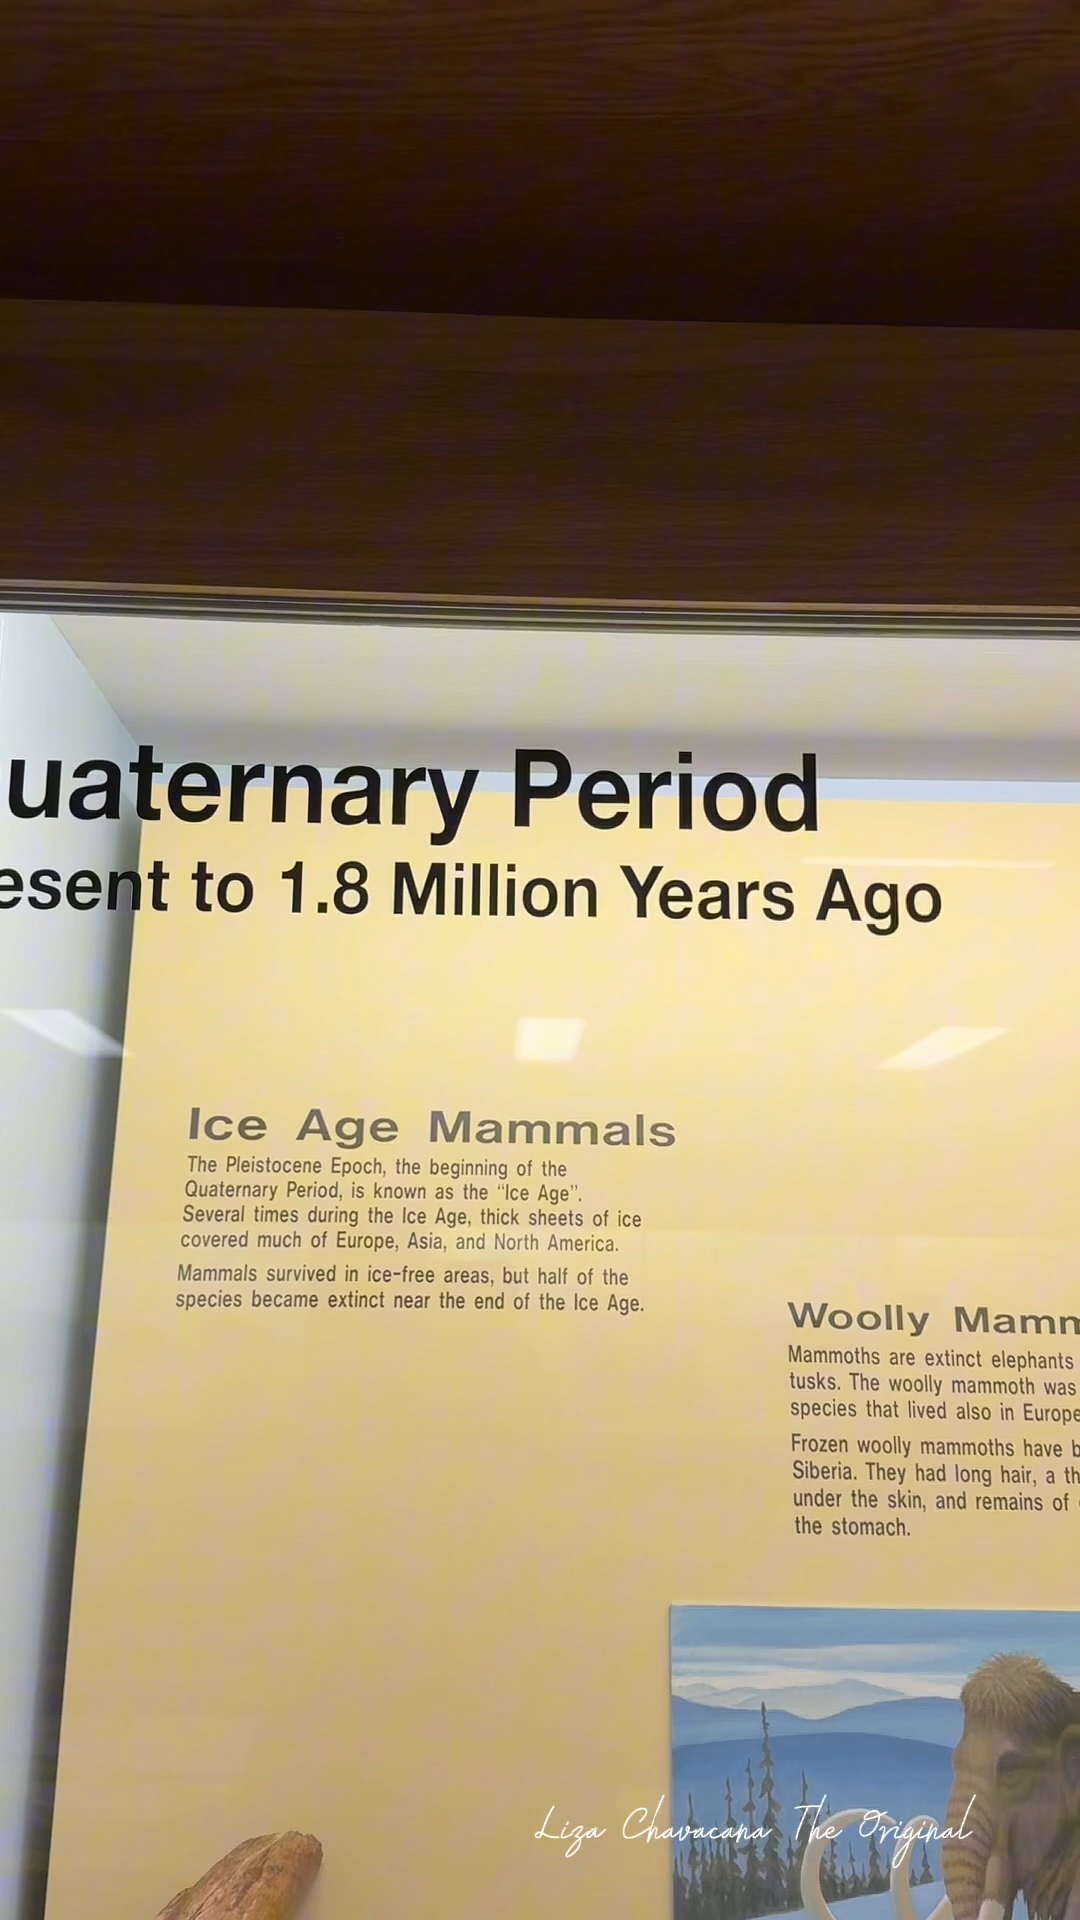 uaternary Period
esent to 1.8 Million Years Ago
Ice Age Mammals
The Pleistocene Epoch, the beginning of the
Quaternary Period, is known as the "Ice Age".
Several times during the Ice Age, thick sheets of ice
covered much of Europe, Asia, and North America.
Mammals survived in ice-free areas, but half of the
species became extinct near the end of the Ice Age.
Woolly Mamm
Mammoths are extinct elephants
tusks. The woolly mammoth was
species that lived also in Europe
Frozen woolly mammoths have b
Siberia. They had long hair, a th
under the skin, and remains of
the stomach.
Liza Chavacana The Original